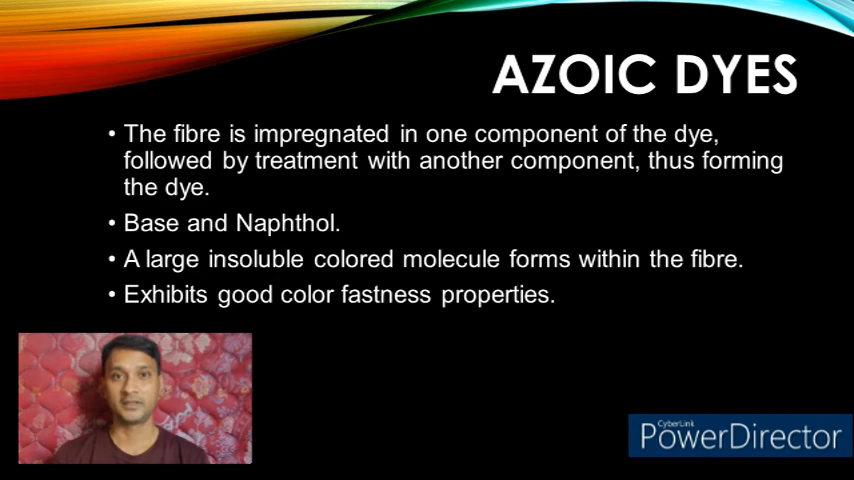 AZOIC DYES
• The fibre is impregnated in one component of the dye,
followed by treatment with another component, thus forming
the dye.
• Base and Naphthol.
• A large insoluble colored molecule forms within the fibre.
• Exhibits good color fastness properties.
CyberLink
PowerDirector